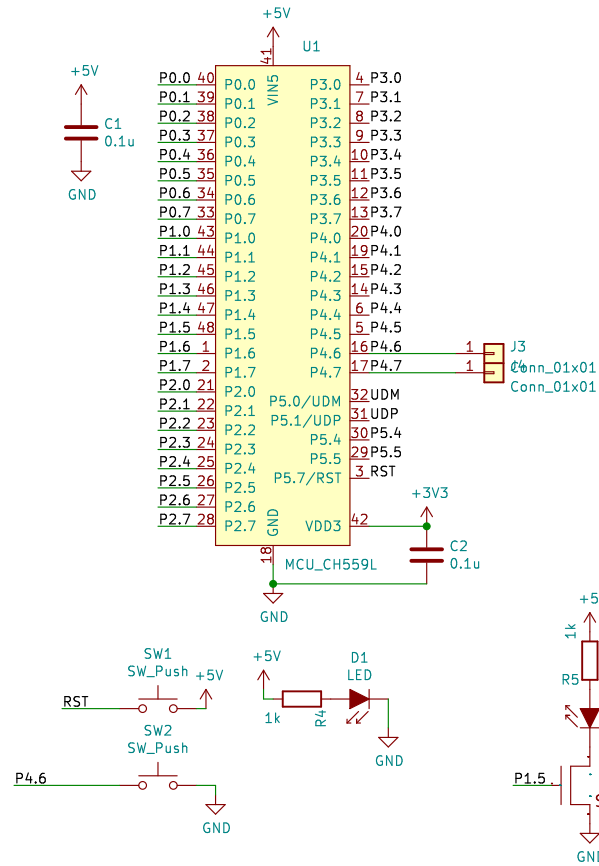 +5V
U1
+5V
C1
0.1u
GND
41
VIN5
P0.0 40 P0.0 P3.0 4 P3.0
P0.1 39 P0.1 P3.1 7 P3.1
P0.2 38 P0.2 P3.2 8 P3.2
P0.3 37 P0.3 P3.3 9 P3.3
P0.4 36 P0.4 P3.4 10 P3.4
P0.5 35 P0.5 P3.5 11 P3.5
P0.6 34 P0.6 P3.6 12 P3.6
P0.7 33 P0.7 P3.7 13 P3.7
P1.0 43 P1.0 P4.0 20 P4.0
P1.1 44 P1.1 P4.1 19 P4.1
P1.2 45 P1.2 P4.2 15 P4.2
P1.3 46 P1.3 P4.3 14 P4.3
P1.4 47 P1.4 P4.4 6 P4.4
P1.5 48 P1.5 P4.5 5 P4.5
P1.6 1 P1.6 P4.6 16 P4.6 1 J3
Conn_01x01
P1.7 2 P1.7 P4.7 17 P4.7 1
Conn_01x01
P2.0 21 P2.0 P5.0/UDM 32 UDM
P2.1 22 P2.1 P5.1/UDP 31 UDP
P2.2 23 P2.2 P5.4 30 P5.4
P2.3 24 P2.3 P5.5 29 P5.5
P2.4 25 P2.4 P5.7/RST 3 RST
P2.5 26 P2.5
P2.6 27 P2.6
P2.7 28 P2.7 VDD3 42
+3V3
GND
18
MCU_CH559L
C2
0.1u
GND
SW1
SW_Push
+5V
RST
SW2
SW_Push
P4.6
GND
+5V
1k
R4
D1
LED
GND
+5
1k
R5
P1.5